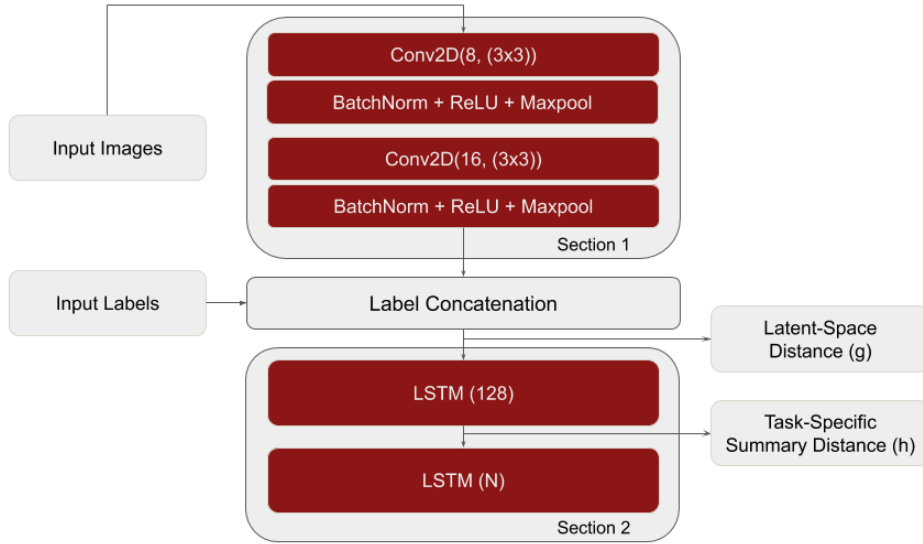 Conv2D(8, (3x3))
BatchNorm + ReLU + Maxpool
Input Images
Conv2D(16, (3x3))
BatchNorm + ReLU + Maxpool
Section 1
Input Labels
Label Concatenation
Latent-Space
Distance (g)
LSTM (128)
Task-Specific
Summary Distance (h)
LSTM (N)
Section 2